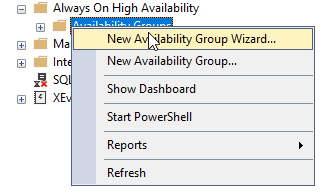 Always On High Availability
Availability Groups
New Availability Group Wizard...
New Availability Group...
Show Dashboard
Start PowerShell
Reports
Refresh
Ma
Inte
SQL
XEv